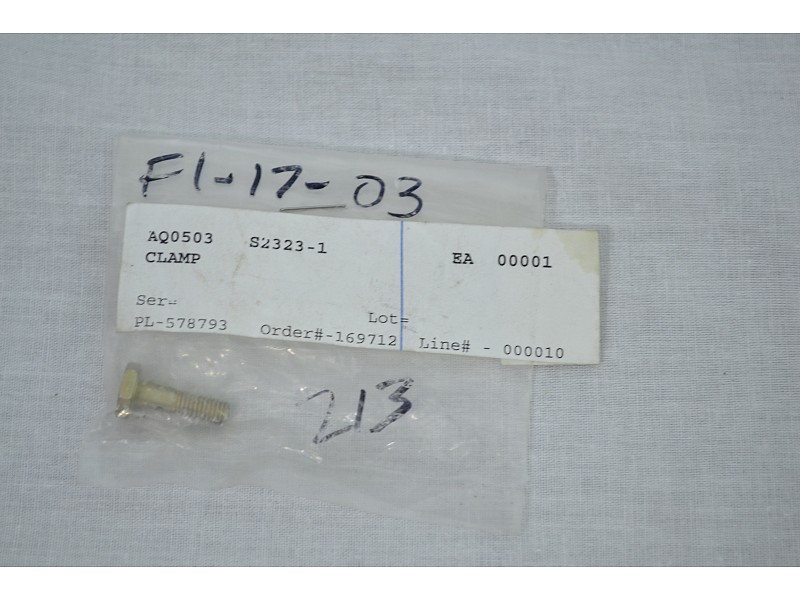 F1-17-03
AQ0503 S2323-1 EA 00001
CLAMP
Ser= Lot=
PL-578793 Order#-169712 Line# - 000010
213